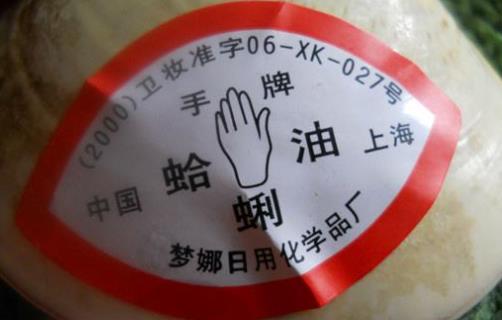 (2000)卫妆准字06-XK-027号
手 牌
中国 蛤 油 上海
蜊
梦娜日用化学品厂